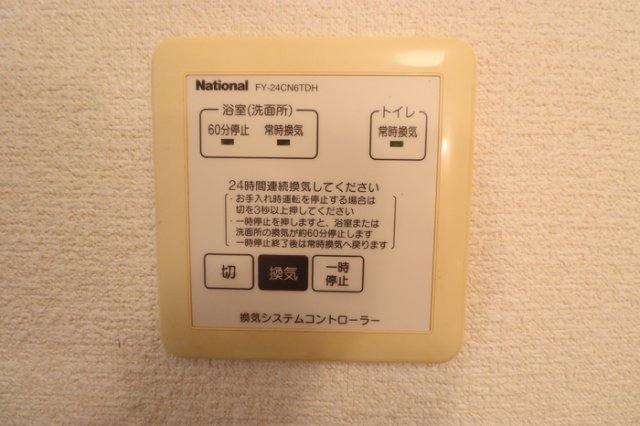 National FY-24CN6TDH
浴室(洗面所)
トイレ
60分停止 常時換気
常時換気
24時間連続換気してください
・お手入れ時運転を停止する場合は
切を3秒以上押してください
・一時停止を押しますと、浴室または
洗面所の換気が約60分停止します
一時停止終了後は常時換気へ戻ります
切
換気
一時
停止
換気システムコントローラー